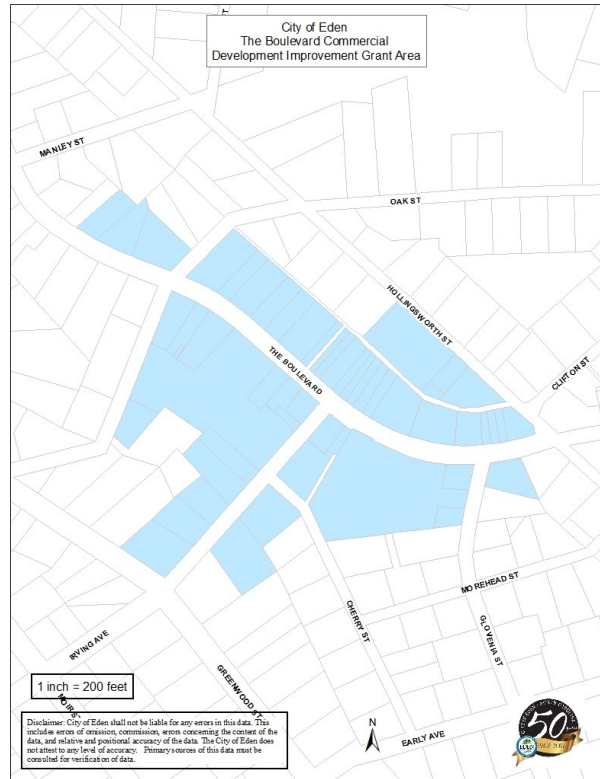 City of Eden
The Boulevard Commercial
Development Improvement Grant Area
MANLEY ST
OAK ST
HOLLINGSWORTH ST
THE BOULEVARD
CLIFTON ST
MOREHEAD ST
CHERRY ST
GLOVENIA ST
IRVING AVE
GREENWOOD ST
1 inch = 200 feet
MOIR ST
N
EARLY AVE
50
EDEN
Disclaimer: City of Eden shall not be liable for any errors in this data. This
includes errors of omission, commission, errors concerning the content of the
data, and relative and positional accuracy of the data. The City of Eden does
not attest to any level of accuracy. Primary sources of this data must be
consulted for verification of data.